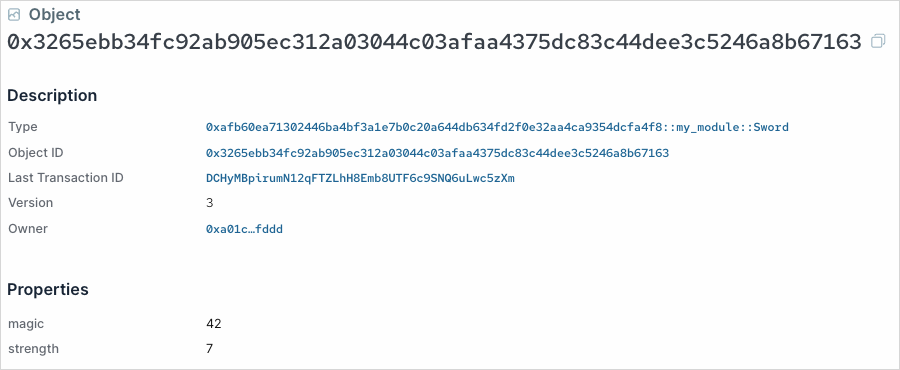 Object
0x3265ebb34fc92ab905ec312a03044c03afaa4375dc83c44dee3c5246a8b67163
Description
Type 0xafb60ea71302446ba4bf3a1e7b0c20a644db634fd2f0e32aa4ca9354dcfa4f8::my_module::Sword
Object ID 0x3265ebb34fc92ab905ec312a03044c03afaa4375dc83c44dee3c5246a8b67163
Last Transaction ID DCHyMBpirumN12qFTZLhH8Emb8UTF6c9SNQ6uLwc5zXm
Version 3
Owner 0xa01c…fddd
Properties
magic 42
strength 7